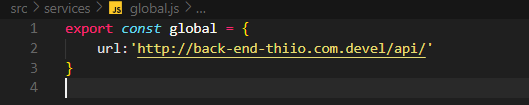 src > services > JS global.js > ...
1 export const global = {
2 url:'http://back-end-thiio.com.devel/api/'
3 }
4